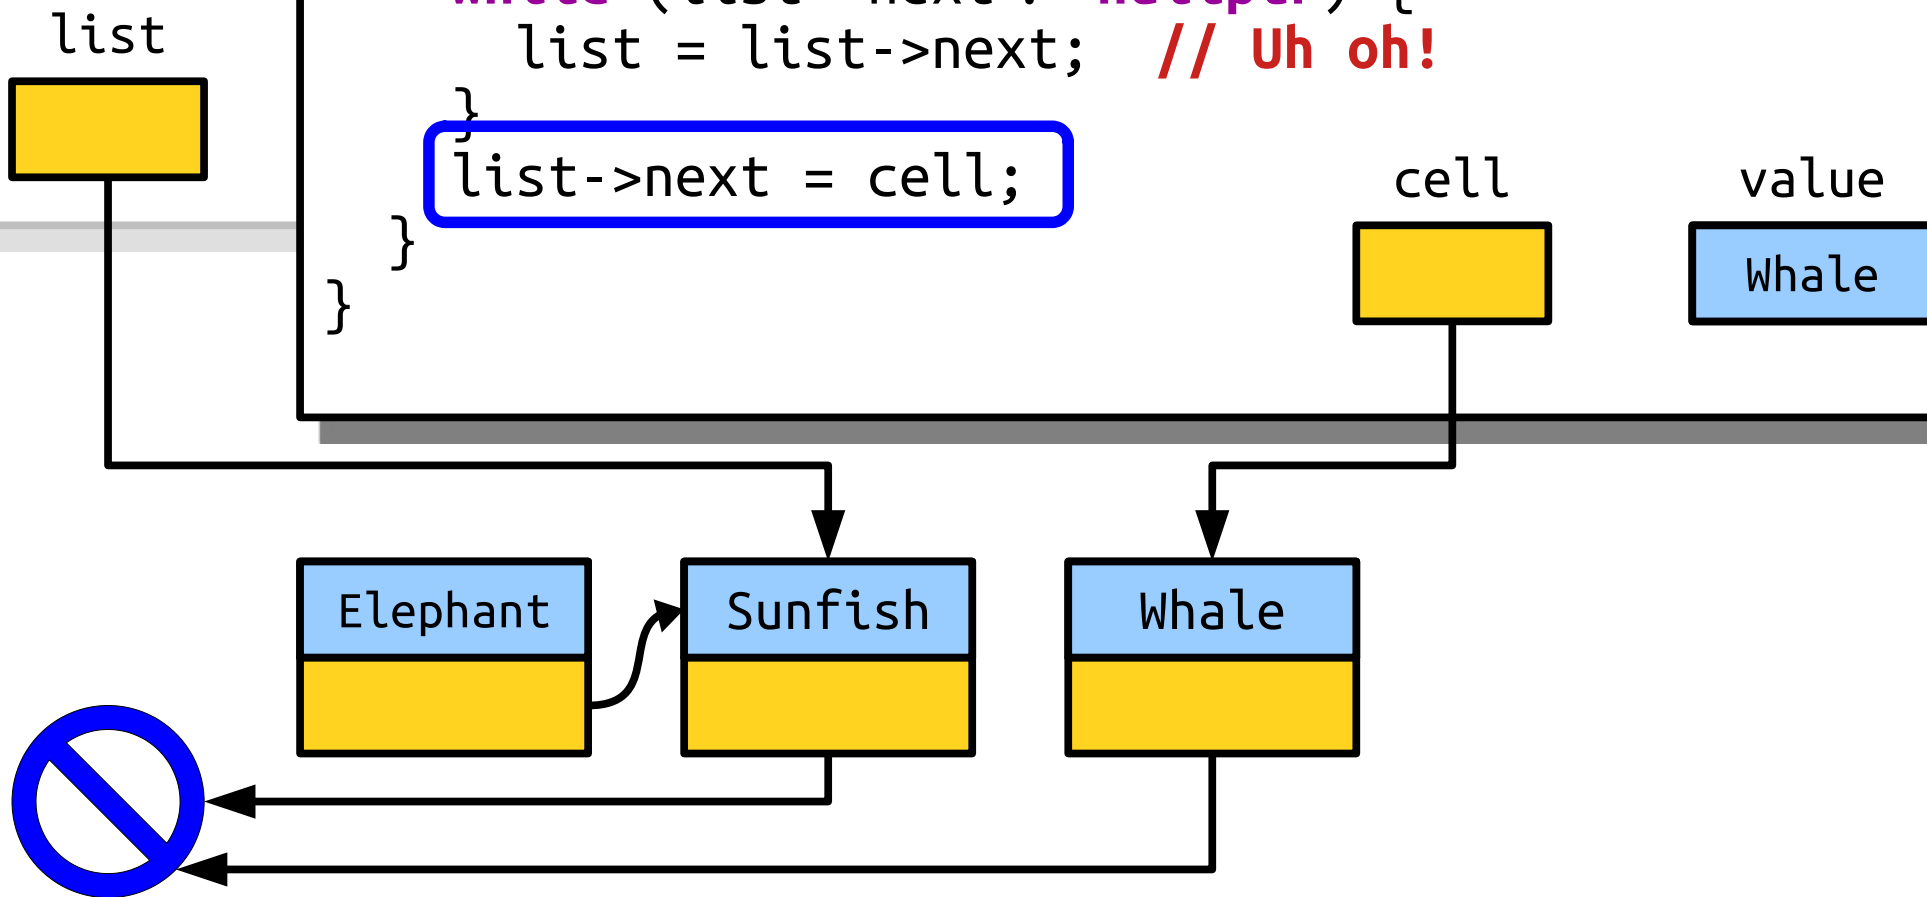 list
list = list->next; // Uh oh!
}
list->next = cell;
}
}
cell
value
Whale
Elephant
Sunfish
Whale